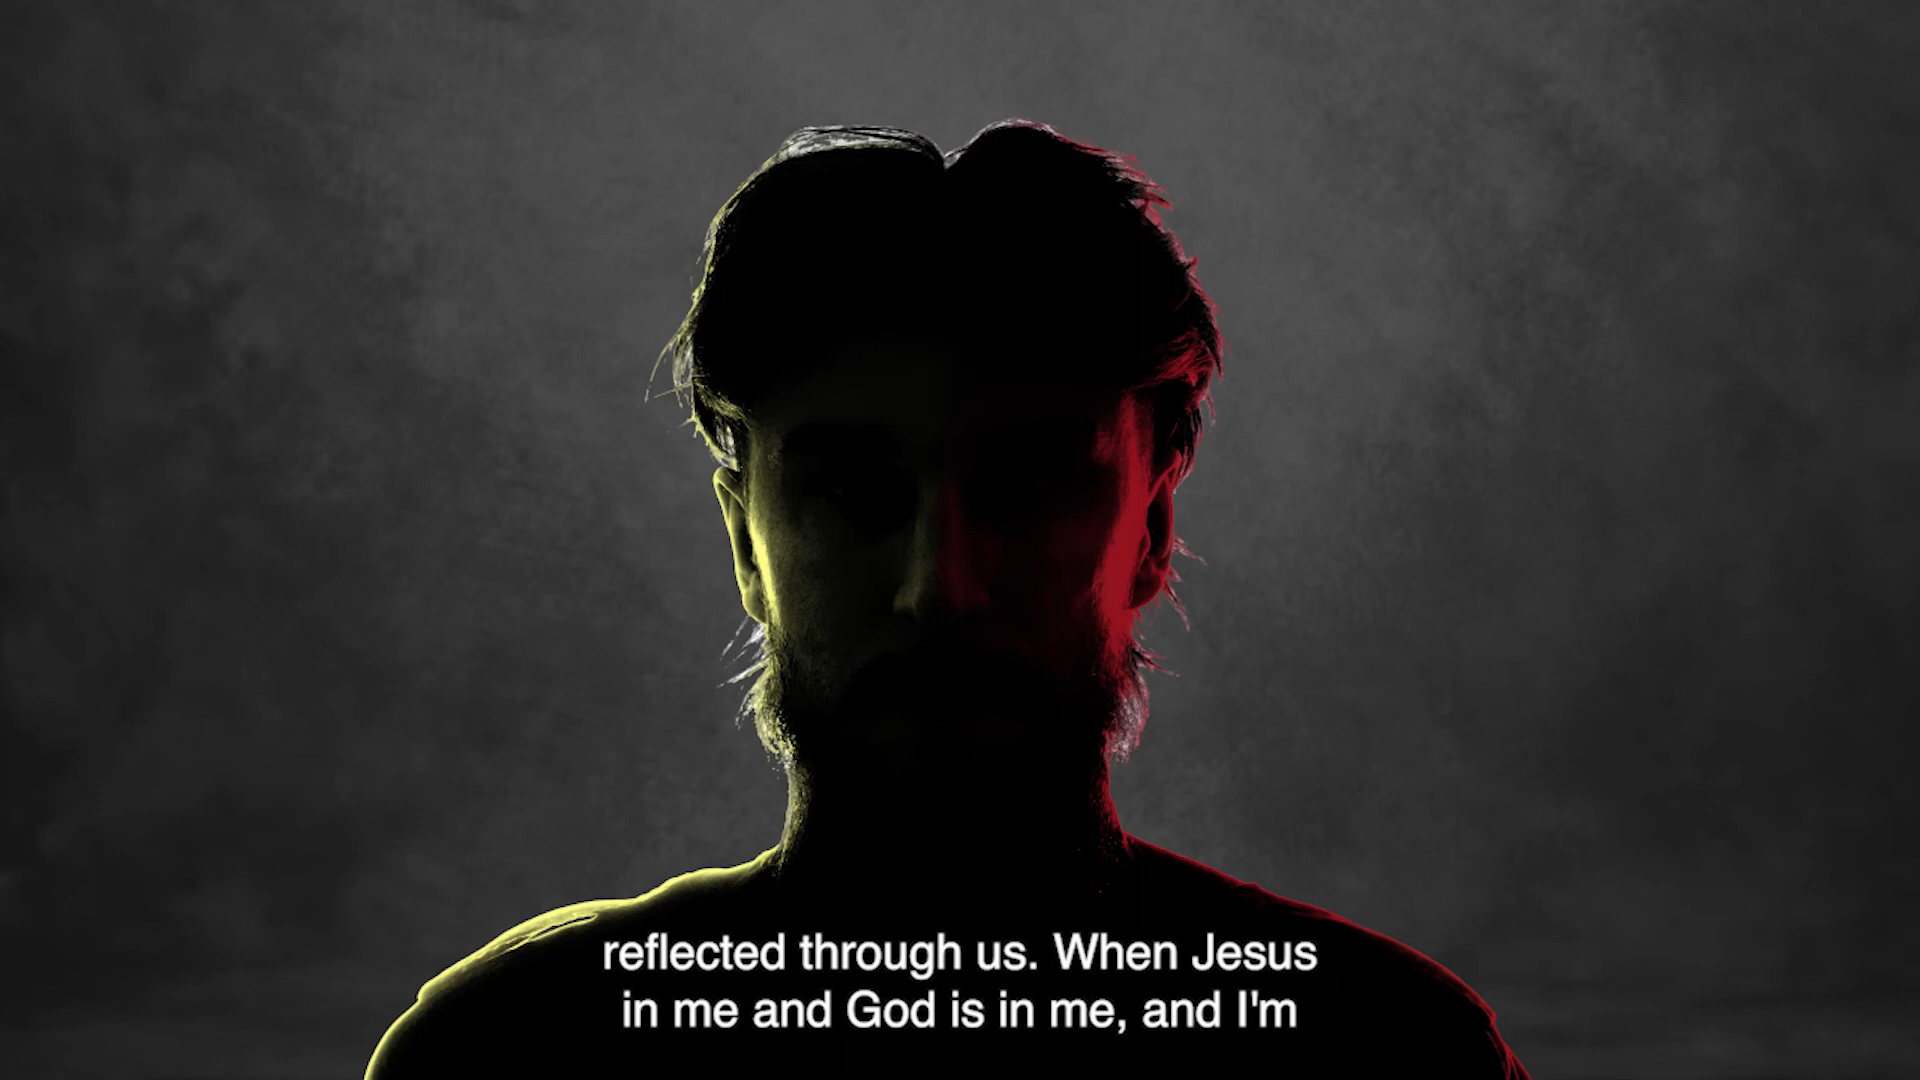 reflected through us. When Jesus
in me and God is in me, and I'm